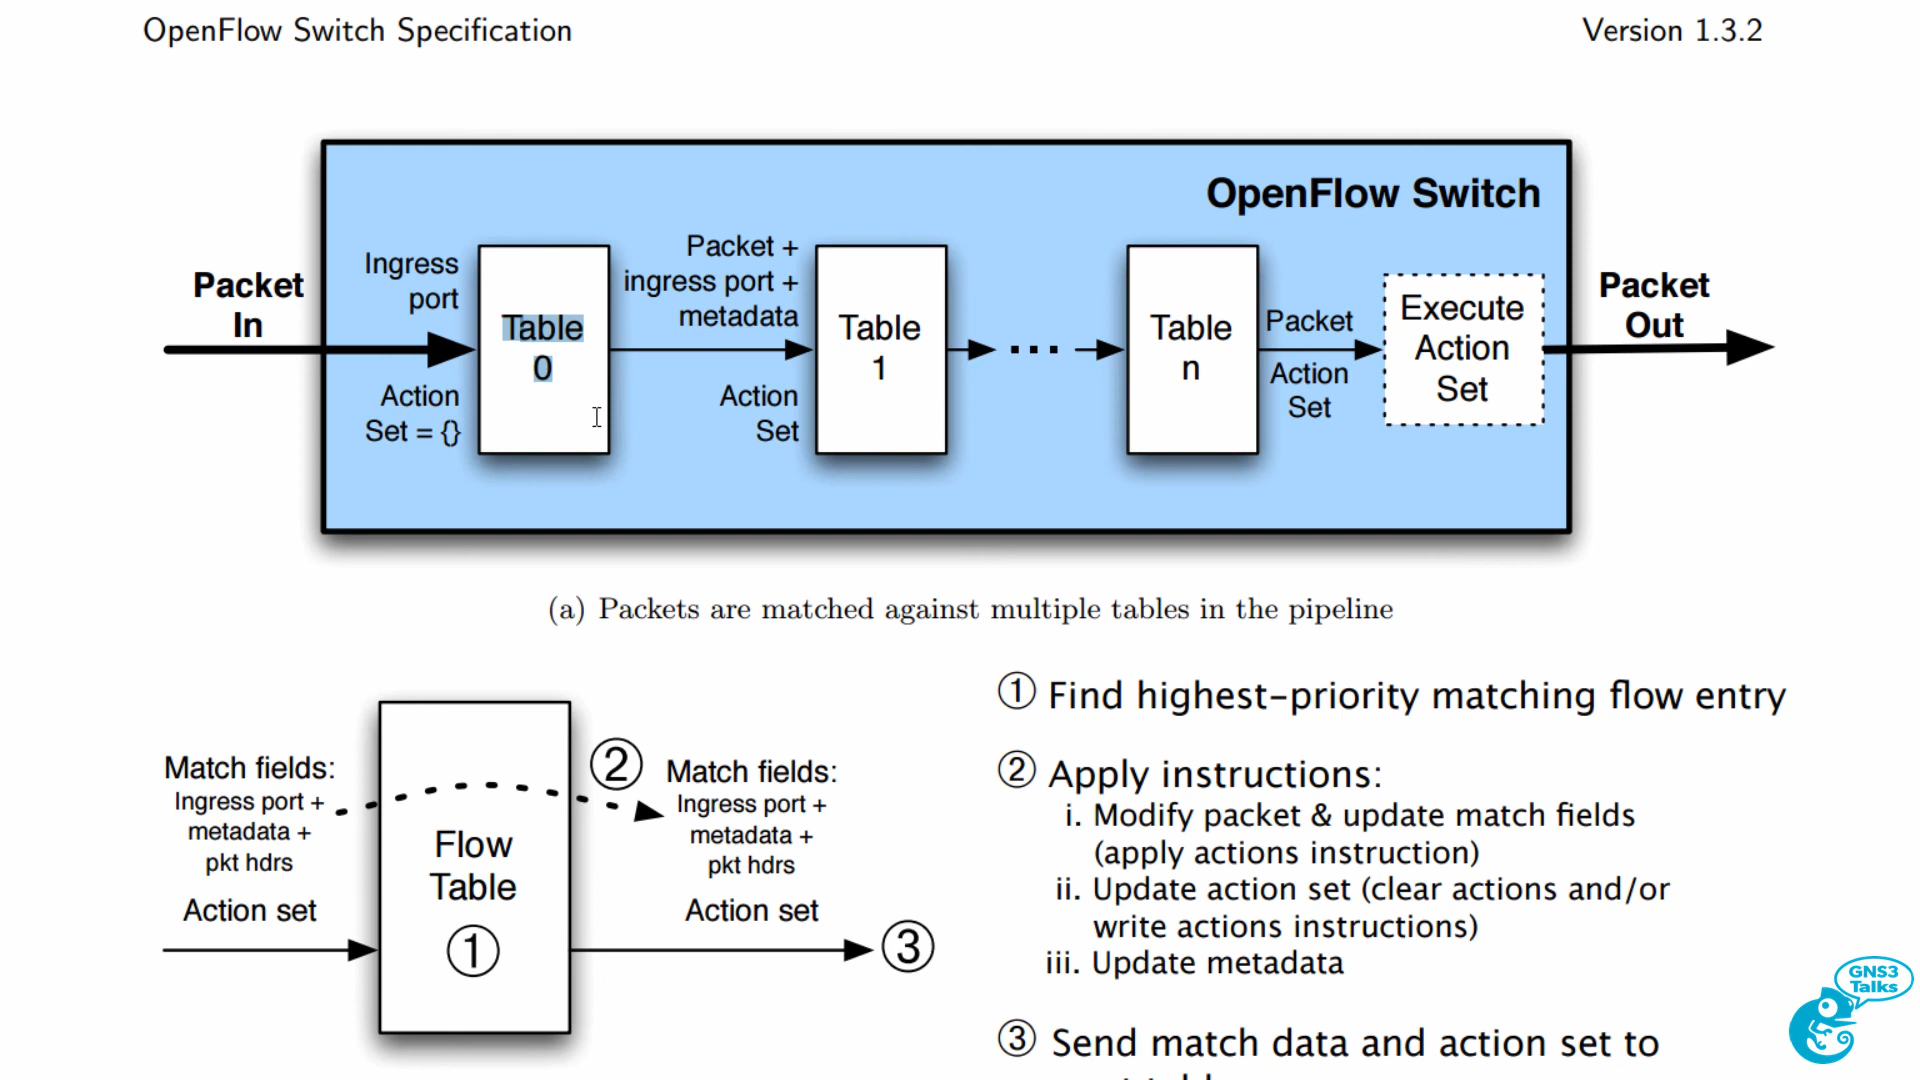 OpenFlow Switch Specification
Version 1.3.2
OpenFlow Switch
Packet
In
Ingress
port
Action
Set = {}
Table
0
Packet +
ingress port +
metadata
Action
Set
Table
1
Table
n
Packet
Action
Set
Execute
Action
Set
Packet
Out
(a) Packets are matched against multiple tables in the pipeline
Match fields:
Ingress port +
metadata +
pkt hdrs
Action set
Flow
Table
①
②
Match fields:
Ingress port +
metadata +
pkt hdrs
Action set
③
① Find highest-priority matching flow entry
② Apply instructions:
i. Modify packet & update match fields
(apply actions instruction)
ii. Update action set (clear actions and/or
write actions instructions)
iii. Update metadata
③ Send match data and action set to
GNS3
Talks